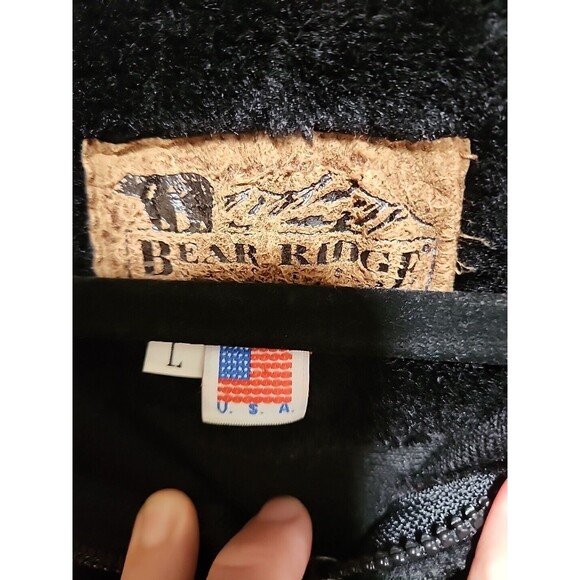 BEAR RIDGE
L
U. S. A.